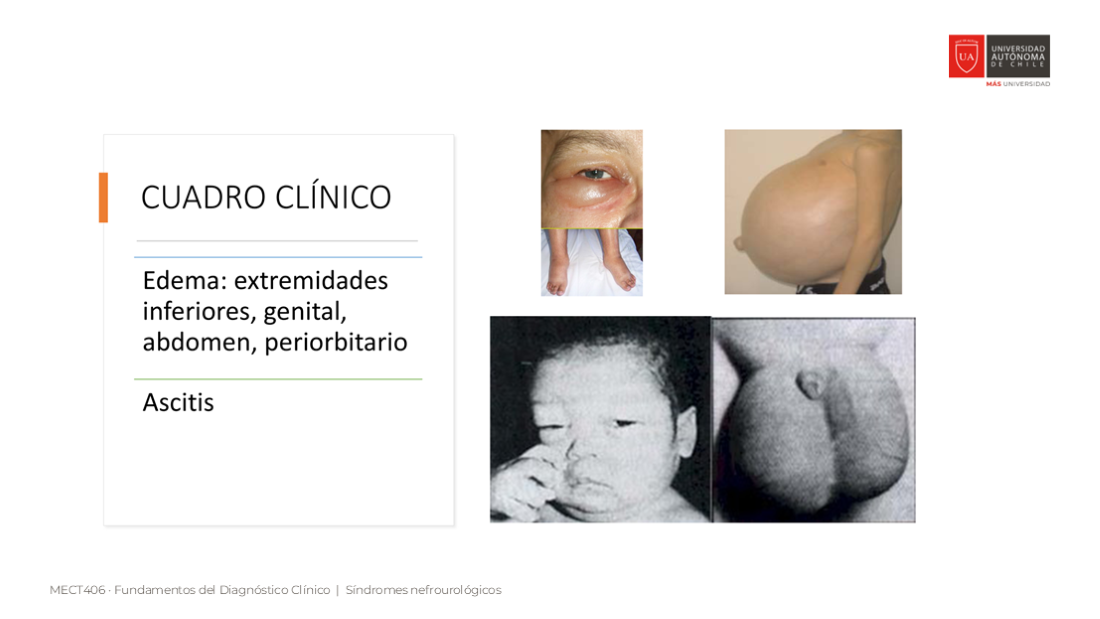 UNIVERSIDAD
AUTÓNOMA
DE CHILE
UA
MÁS UNIVERSIDAD
CUADRO CLÍNICO
Edema: extremidades
inferiores, genital,
abdomen, periorbitario
Ascitis
MECT406 · Fundamentos del Diagnóstico Clínico | Síndromes nefrourológicos